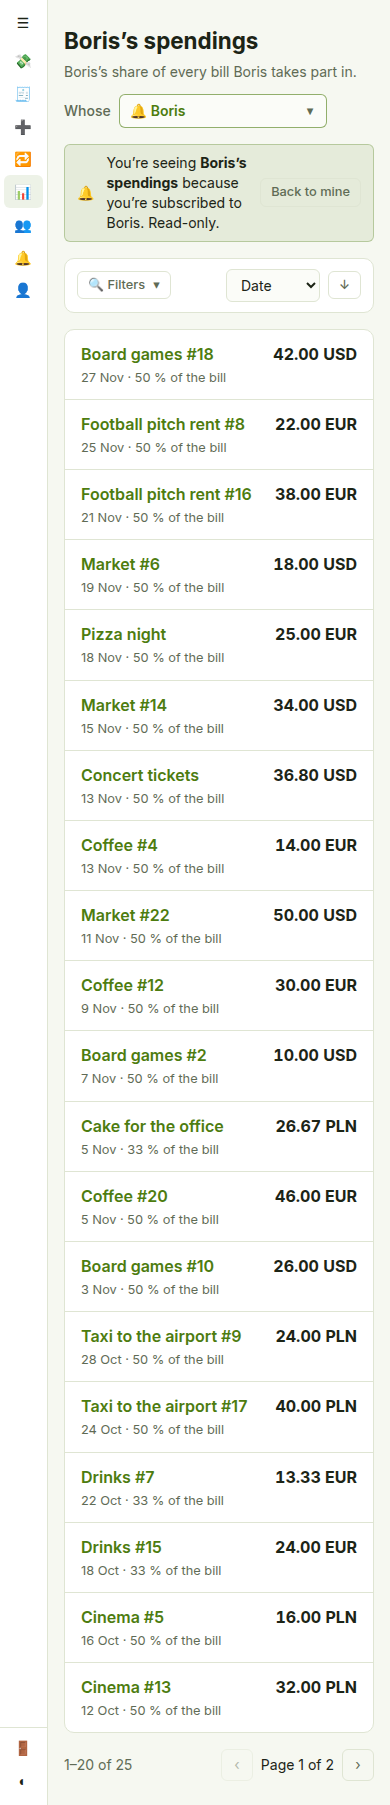 Boris's spendings
Boris's share of every bill Boris takes part in.
Whose 🔔 Boris ▾
🔔 You're seeing Boris's
spendings because
you're subscribed to
Boris. Read-only.
Back to mine
🔍 Filters ▾ Date ↓
Board games #18 42.00 USD
27 Nov · 50 % of the bill
Football pitch rent #8 22.00 EUR
25 Nov · 50 % of the bill
Football pitch rent #16 38.00 EUR
21 Nov · 50 % of the bill
Market #6 18.00 USD
19 Nov · 50 % of the bill
Pizza night 25.00 EUR
18 Nov · 50 % of the bill
Market #14 34.00 USD
15 Nov · 50 % of the bill
Concert tickets 36.80 USD
13 Nov · 50 % of the bill
Coffee #4 14.00 EUR
13 Nov · 50 % of the bill
Market #22 50.00 USD
11 Nov · 50 % of the bill
Coffee #12 30.00 EUR
9 Nov · 50 % of the bill
Board games #2 10.00 USD
7 Nov · 50 % of the bill
Cake for the office 26.67 PLN
5 Nov · 33 % of the bill
Coffee #20 46.00 EUR
5 Nov · 50 % of the bill
Board games #10 26.00 USD
3 Nov · 50 % of the bill
Taxi to the airport #9 24.00 PLN
28 Oct · 50 % of the bill
Taxi to the airport #17 40.00 PLN
24 Oct · 50 % of the bill
Drinks #7 13.33 EUR
22 Oct · 33 % of the bill
Drinks #15 24.00 EUR
18 Oct · 33 % of the bill
Cinema #5 16.00 PLN
16 Oct · 50 % of the bill
Cinema #13 32.00 PLN
12 Oct · 50 % of the bill
1–20 of 25 ‹ Page 1 of 2 ›